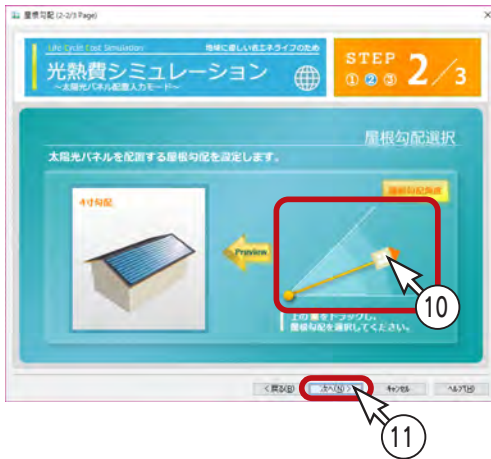 屋根勾配 (2-2/3 Page)
Life Cycle Cost Simulation
地球に優しい省エネライフのため
光熱費シミュレーション
~太陽光パネル配置入力モード~
STEP
① ② ③ 2/3
屋根勾配選択
太陽光パネルを配置する屋根勾配を設定します。
屋根勾配角度
4寸勾配
Preview
上の■をドラッグし、
屋根勾配を選択してください。
10
< 戻る(B)
次へ(N) >
キャンセル
ヘルプ(H)
11